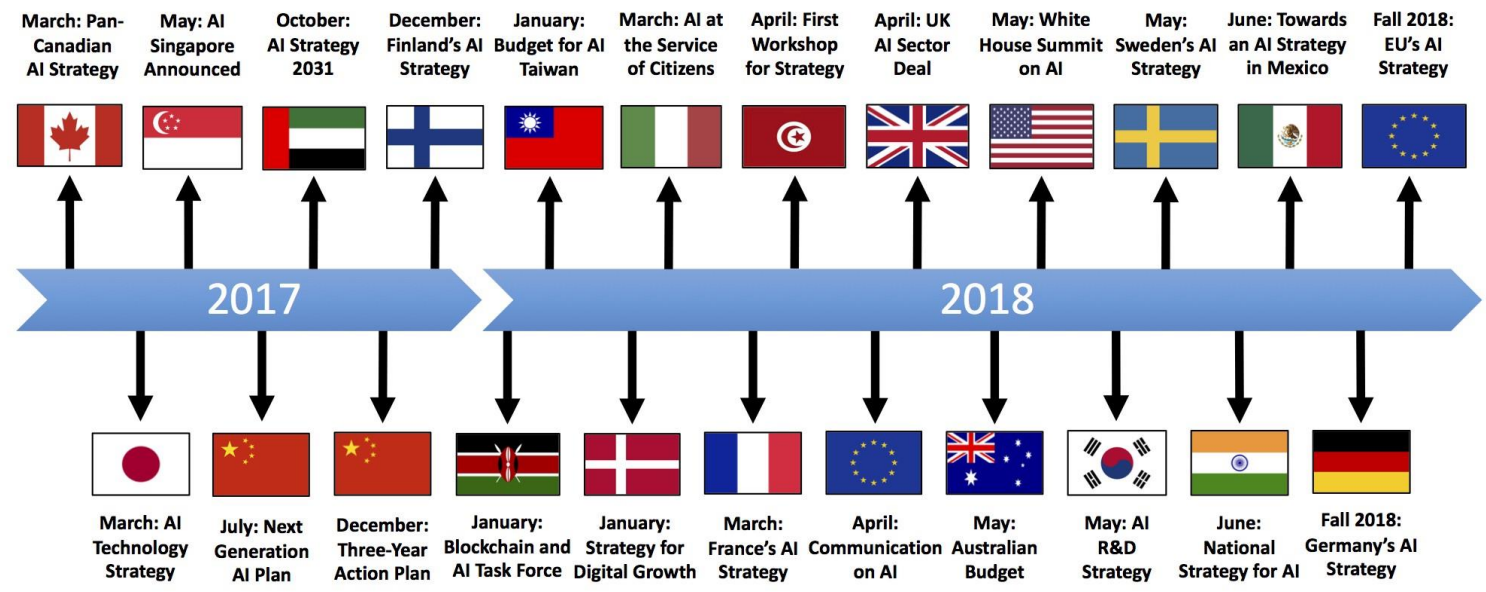 March: Pan-
Canadian
AI Strategy
May: AI
Singapore
Announced
October:
AI Strategy
2031
December:
Finland’s AI
Strategy
January:
Budget for AI
Taiwan
March: AI at
the Service
of Citizens
April: First
Workshop
for Strategy
April: UK
AI Sector
Deal
May: White
House Summit
on AI
May:
Sweden’s AI
Strategy
June: Towards
an AI Strategy
in Mexico
Fall 2018:
EU’s AI
Strategy
2017
2018
March: AI
Technology
Strategy
July: Next
Generation
AI Plan
December:
Three-Year
Action Plan
January:
Blockchain and
AI Task Force
January:
Strategy for
Digital Growth
March:
France’s AI
Strategy
April:
Communication
on AI
May:
Australian
Budget
May: AI
R&D
Strategy
June:
National
Strategy for AI
Fall 2018:
Germany’s AI
Strategy